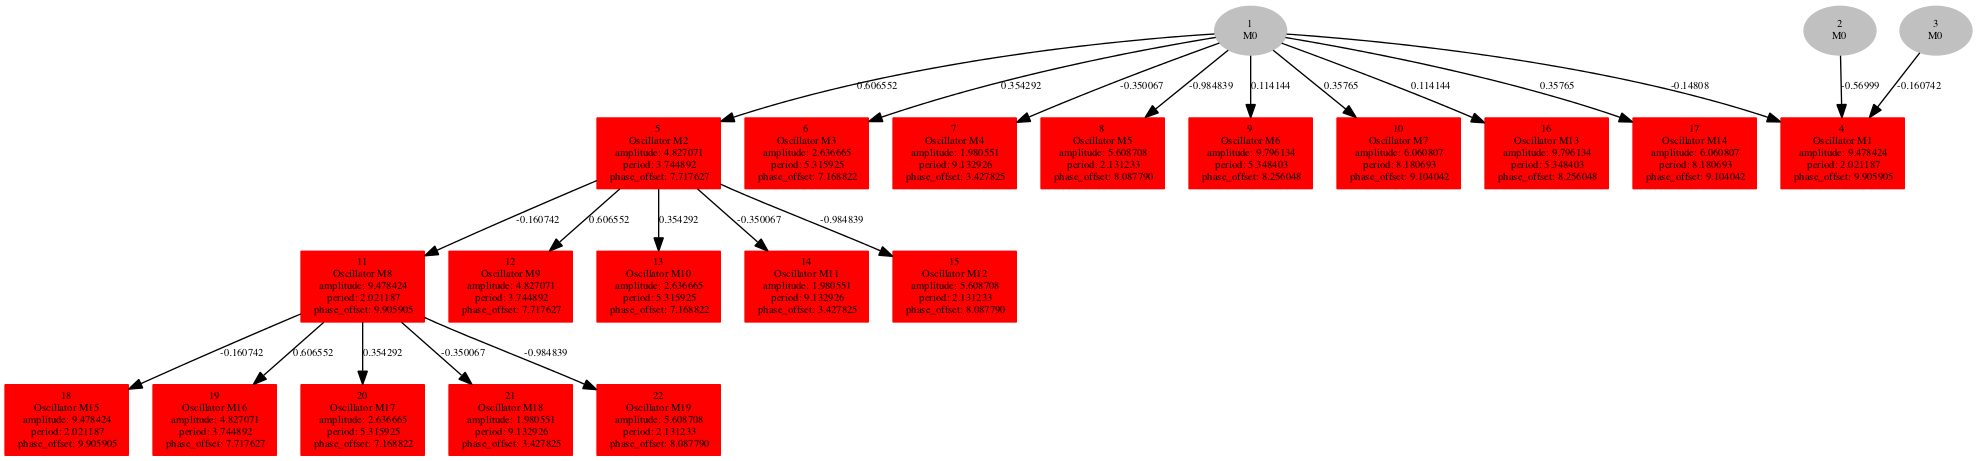 1
M0
2
M0
3
M0
0.606552
0.354292
-0.350067
-0.984839
0.114144
0.35765
0.114144
0.35765
-0.14808
-0.56999
-0.160742
5
Oscillator M2
amplitude: 4.827071
period: 3.744892
phase_offset: 7.717627
6
Oscillator M3
amplitude: 2.636665
period: 5.315925
phase_offset: 7.168822
7
Oscillator M4
amplitude: 1.980551
period: 9.132926
phase_offset: 3.427825
8
Oscillator M5
amplitude: 5.608708
period: 2.131233
phase_offset: 8.087790
9
Oscillator M6
amplitude: 9.796134
period: 5.348403
phase_offset: 8.256048
10
Oscillator M7
amplitude: 6.060807
period: 8.180693
phase_offset: 9.104042
16
Oscillator M13
amplitude: 9.796134
period: 5.348403
phase_offset: 8.256048
17
Oscillator M14
amplitude: 6.060807
period: 8.180693
phase_offset: 9.104042
4
Oscillator M1
amplitude: 9.478424
period: 2.021187
phase_offset: 9.905905
-0.160742
0.606552
0.354292
-0.350067
-0.984839
11
Oscillator M8
amplitude: 9.478424
period: 2.021187
phase_offset: 9.905905
12
Oscillator M9
amplitude: 4.827071
period: 3.744892
phase_offset: 7.717627
13
Oscillator M10
amplitude: 2.636665
period: 5.315925
phase_offset: 7.168822
14
Oscillator M11
amplitude: 1.980551
period: 9.132926
phase_offset: 3.427825
15
Oscillator M12
amplitude: 5.608708
period: 2.131233
phase_offset: 8.087790
-0.160742
0.606552
0.354292
-0.350067
-0.984839
18
Oscillator M15
amplitude: 9.478424
period: 2.021187
phase_offset: 9.905905
19
Oscillator M16
amplitude: 4.827071
period: 3.744892
phase_offset: 7.717627
20
Oscillator M17
amplitude: 2.636665
period: 5.315925
phase_offset: 7.168822
21
Oscillator M18
amplitude: 1.980551
period: 9.132926
phase_offset: 3.427825
22
Oscillator M19
amplitude: 5.608708
period: 2.131233
phase_offset: 8.087790